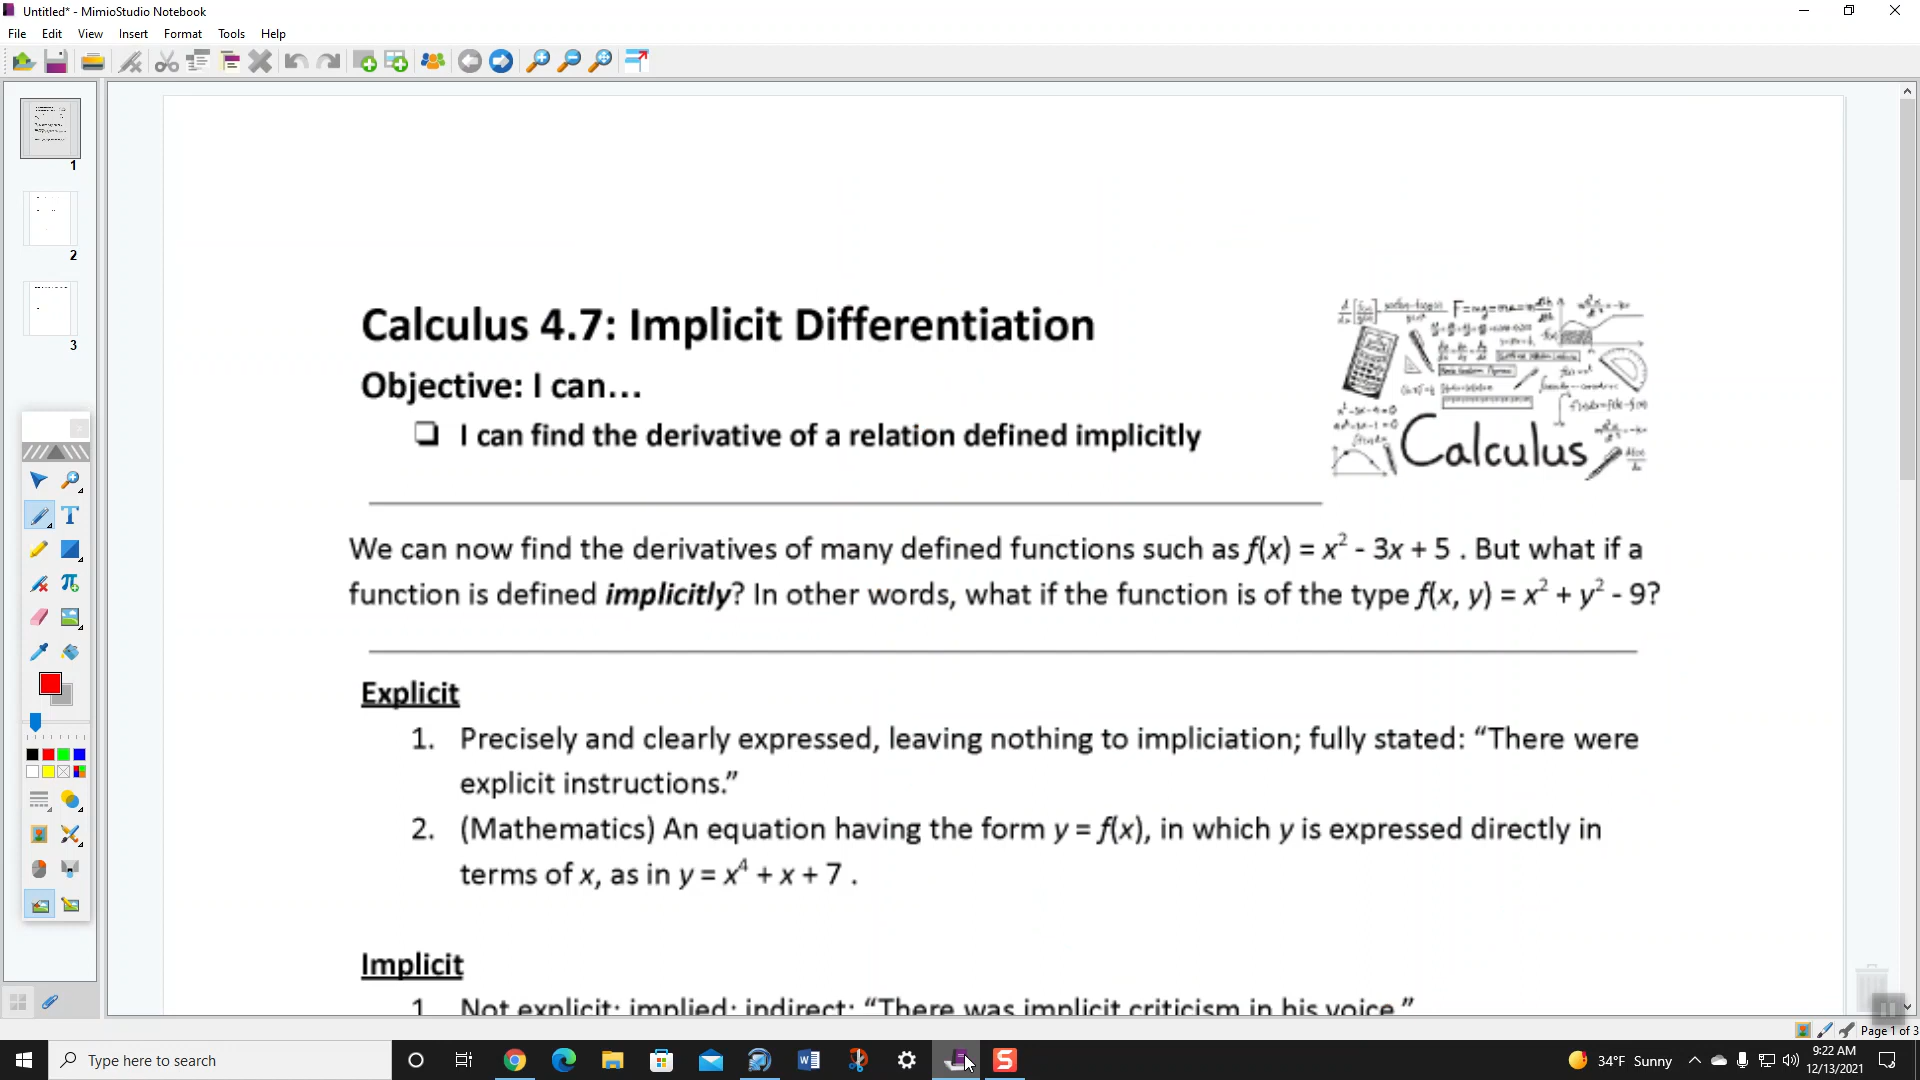 Untitled* - MimioStudio Notebook
File Edit View Insert Format Tools Help
1
2
3
Calculus 4.7: Implicit Differentiation
Objective: I can...
❏ I can find the derivative of a relation defined implicitly
Calculus
We can now find the derivatives of many defined functions such as f(x) = x² - 3x + 5 . But what if a
function is defined implicitly? In other words, what if the function is of the type f(x, y) = x² + y² - 9?
Explicit
1. Precisely and clearly expressed, leaving nothing to impliciation; fully stated: “There were
explicit instructions.”
2. (Mathematics) An equation having the form y = f(x), in which y is expressed directly in
terms of x, as in y = x⁴ + x + 7 .
Implicit
1 Not explicit; implied; indirect: “There was implicit criticism in his voice.”
Page 1 of 3
Type here to search
34°F Sunny
9:22 AM
12/13/2021